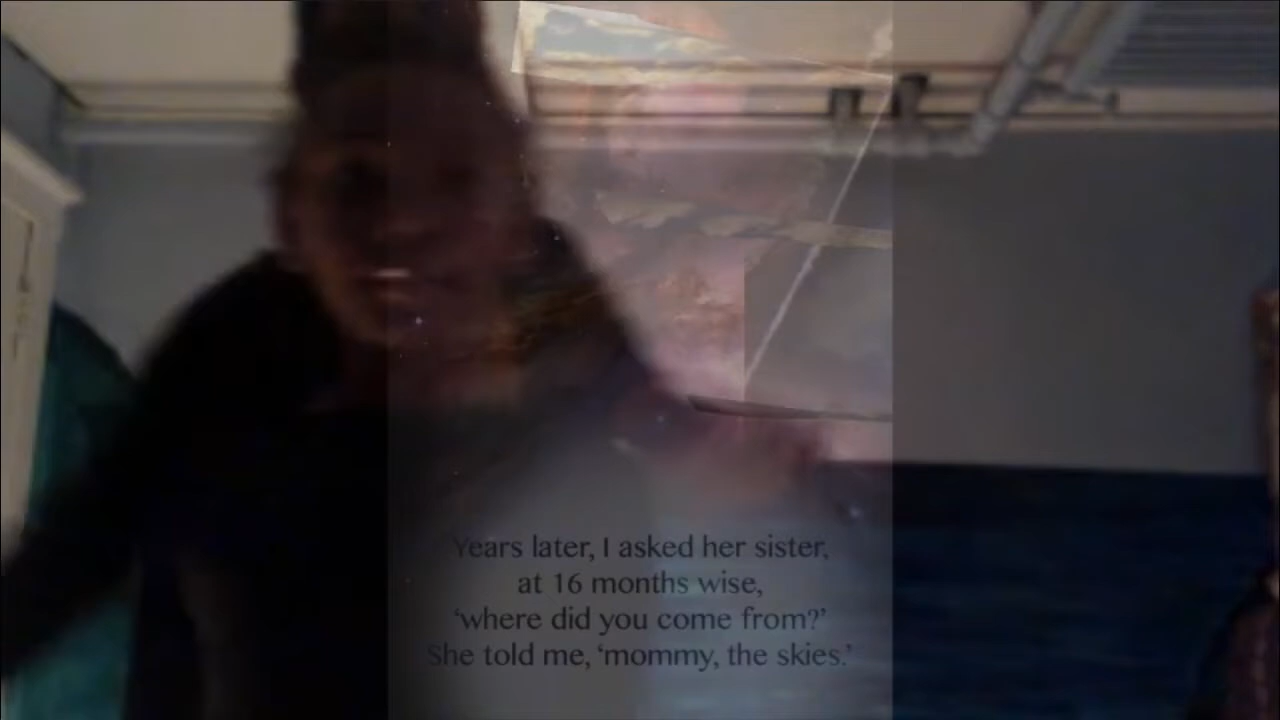 Years later, I asked her sister,
at 16 months wise,
‘where did you come from?’
She told me, ‘mommy, the skies.’